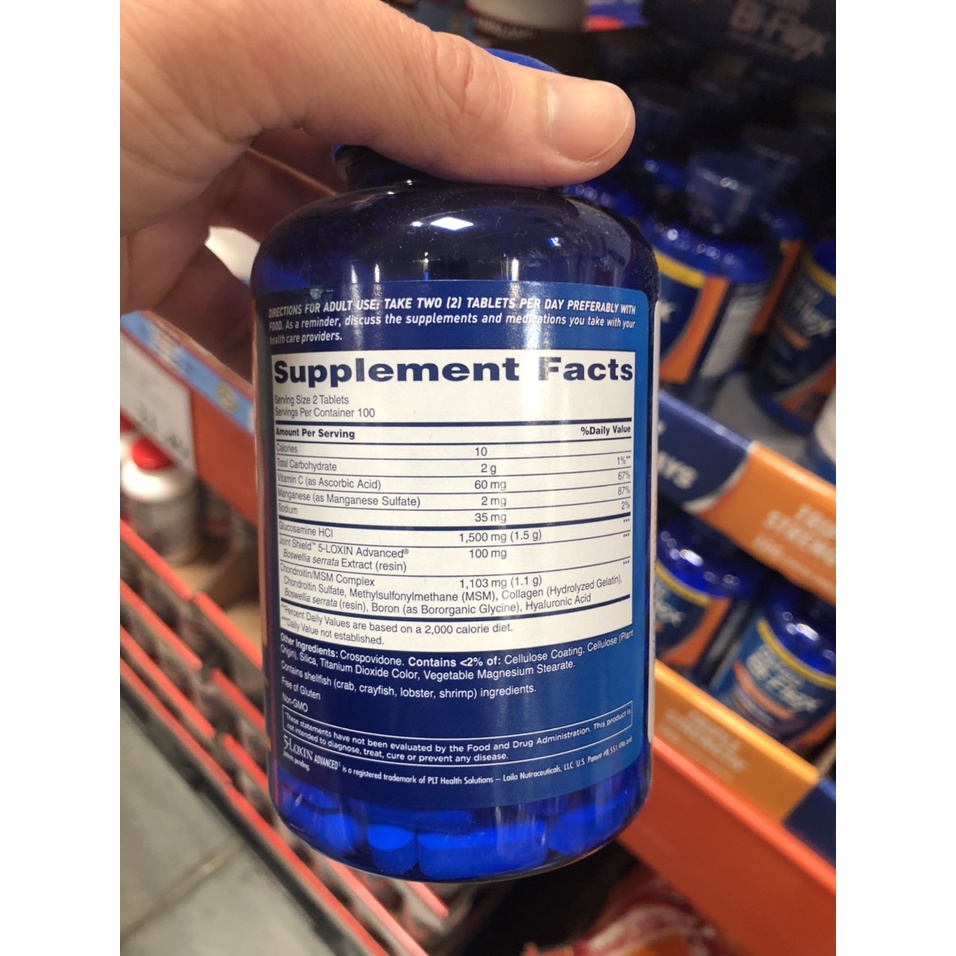 Bi-Flex
DIRECTIONS FOR ADULT USE: TAKE TWO (2) TABLETS PER DAY PREFERABLY WITH
FOOD. As a reminder, discuss the supplements and medications you take with your
health care providers.
Supplement Facts
Serving Size 2 Tablets
Servings Per Container 100
Amount Per Serving %Daily Value
Calories 10
Total Carbohydrate 2 g 1%**
Vitamin C (as Ascorbic Acid) 60 mg 67%
Manganese (as Manganese Sulfate) 2 mg 87%
Sodium 35 mg 2%
Glucosamine HCl 1,500 mg (1.5 g) ***
Joint Shield™ 5-LOXIN Advanced® 100 mg ***
Boswellia serrata Extract (resin)
Chondroitin/MSM Complex 1,103 mg (1.1 g) ***
Chondroitin Sulfate, Methylsulfonylmethane (MSM), Collagen (Hydrolyzed Gelatin),
Boswellia serrata (resin), Boron (as Bororganic Glycine), Hyaluronic Acid
**Percent Daily Values are based on a 2,000 calorie diet.
***Daily Value not established.
Other Ingredients: Crospovidone. Contains <2% of: Cellulose Coating, Cellulose (Plant
Origin), Silica, Titanium Dioxide Color, Vegetable Magnesium Stearate.
Contains shellfish (crab, crayfish, lobster, shrimp) ingredients.
Free of Gluten
Non-GMO
*These statements have not been evaluated by the Food and Drug Administration. This product is
not intended to diagnose, treat, cure or prevent any disease.
5-LOXIN ADVANCED® is a registered trademark of PLT Health Solutions – Laila Nutraceuticals, LLC U.S. Patent #8,551,496 and
patents pending.
Bi-Flex